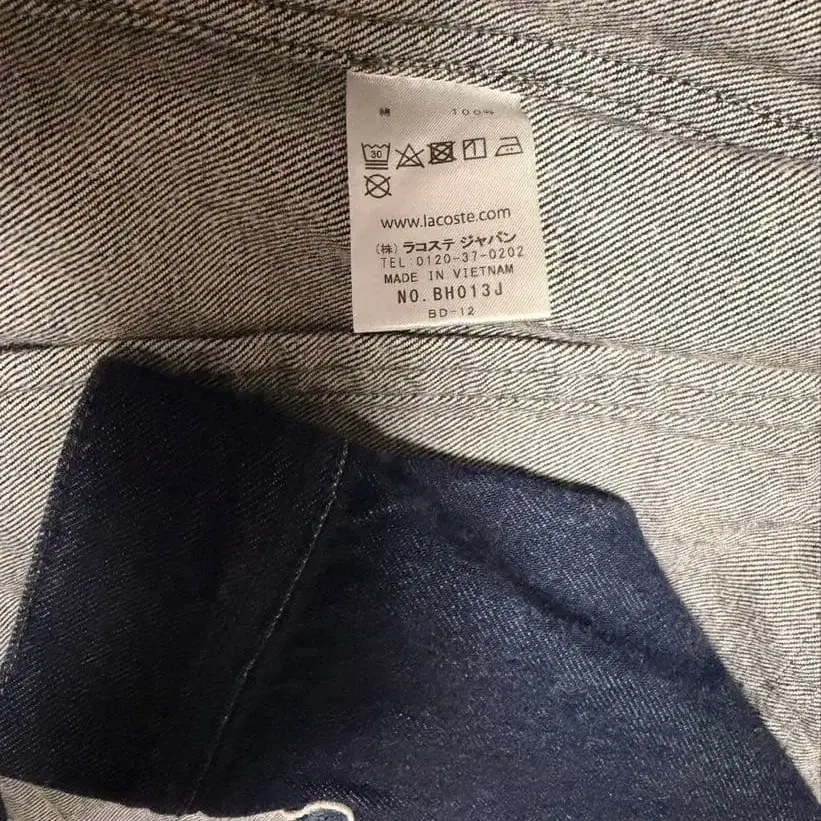 綿 100%
30
www.lacoste.com
(株) ラコステ ジャパン
TEL:0120-37-0202
MADE IN VIETNAM
NO. BH013J
BD-12